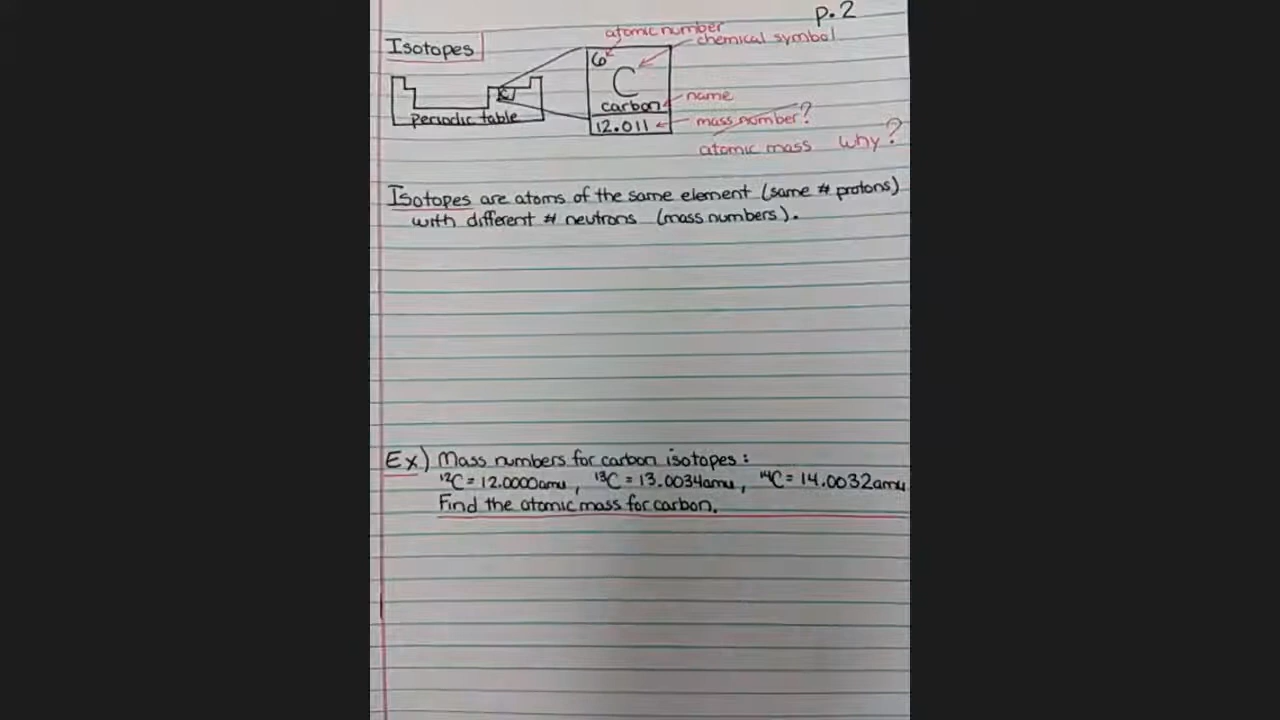 p.2
Isotopes
atomic number
chemical symbol
6
C
carbon
name
12.011
mass number?
atomic mass why?
C
periodic table
Isotopes are atoms of the same element (same # protons)
with different # neutrons (mass numbers).
Ex) Mass numbers for carbon isotopes:
¹²C = 12.0000amu, ¹³C = 13.0034amu, ¹⁴C = 14.0032amu
Find the atomic mass for carbon.